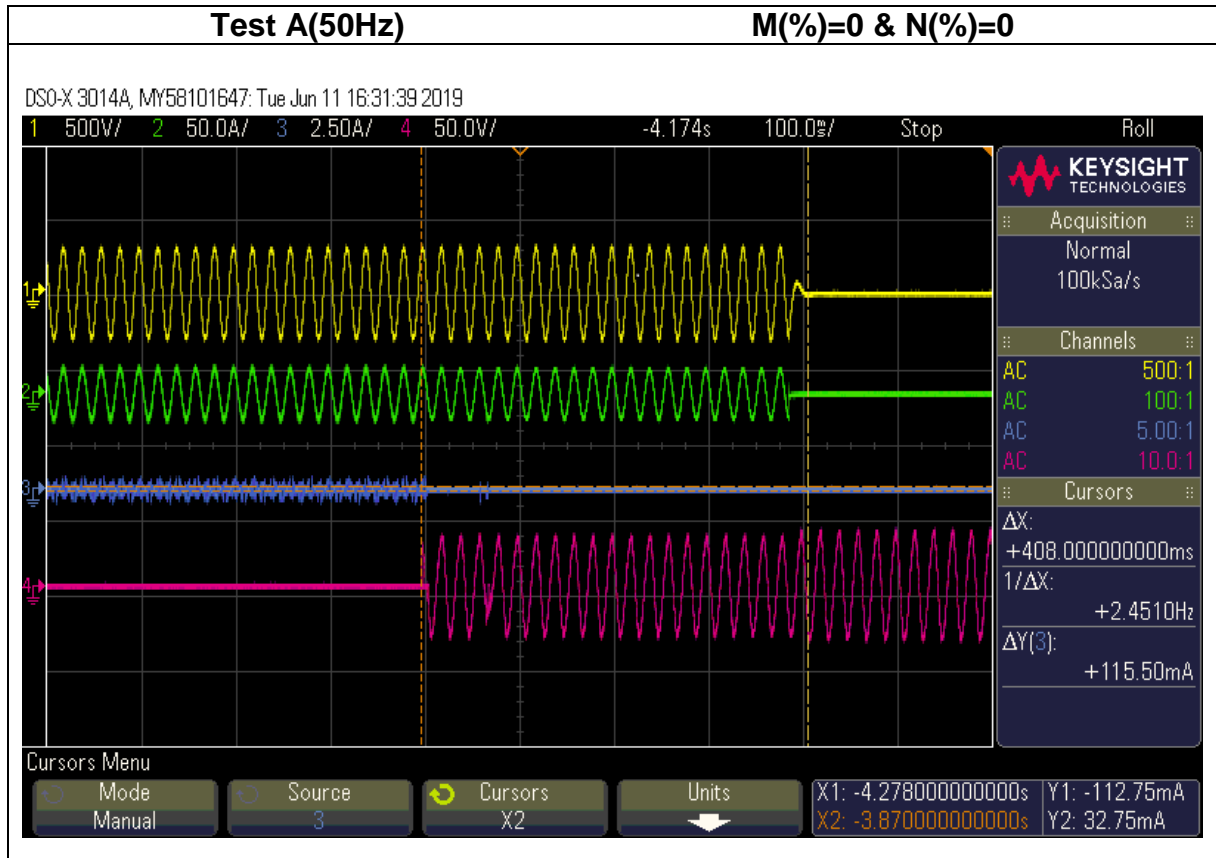 Test A(50Hz) M(%)=0 & N(%)=0
DSO-X 3014A, MY58101647: Tue Jun 11 16:31:39 2019
1 500V/ 2 50.0A/ 3 2.50A/ 4 50.0V/ -4.174s 100.0ms/ Stop Roll
KEYSIGHT
TECHNOLOGIES
Acquisition
Normal
100kSa/s
Channels
AC 500:1
AC 100:1
AC 5.00:1
AC 10.0:1
Cursors
ΔX:
+408.000000000ms
1/ΔX:
+2.4510Hz
ΔY(3):
+115.50mA
1
2
3
4
Cursors Menu
Mode
Manual
Source
3
Cursors
X2
Units
X1: -4.278000000000s Y1: -112.75mA
X2: -3.870000000000s Y2: 32.75mA